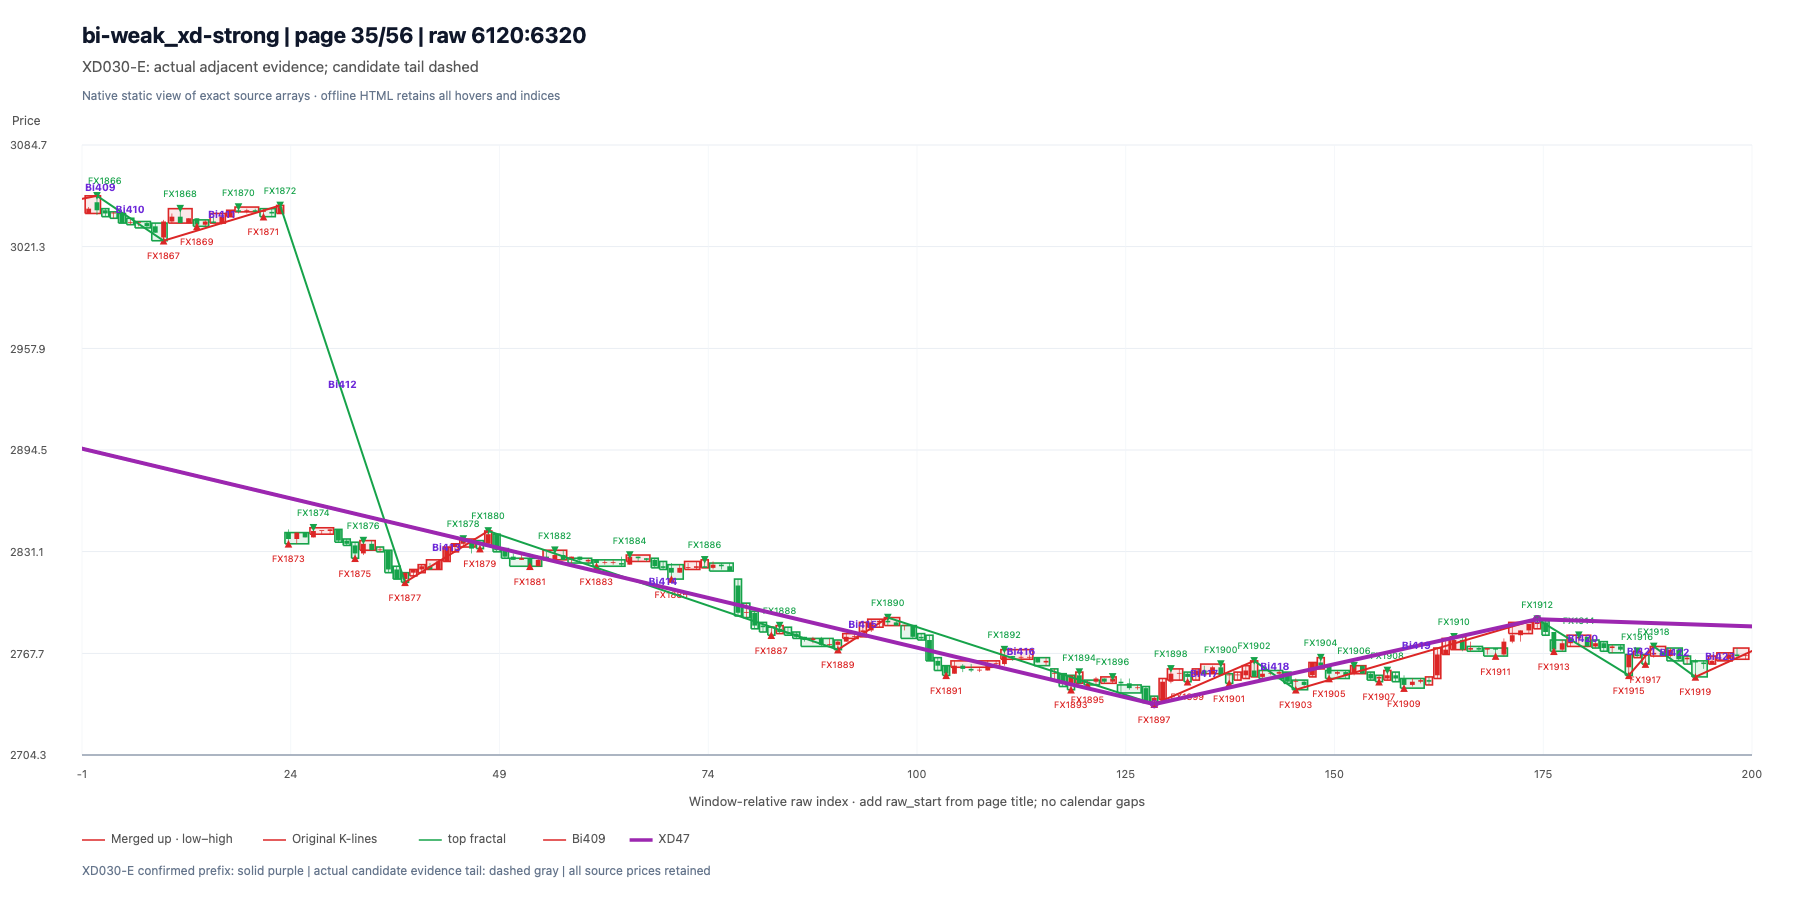 bi-weak_xd-strong | page 35/56 | raw 6120:6320
XD030-E: actual adjacent evidence; candidate tail dashed
Native static view of exact source arrays · offline HTML retains all hovers and indices
Price
3084.7
3021.3
2957.9
2894.5
2831.1
2767.7
2704.3
FX1866
Bi409
Bi410
FX1867
FX1868
FX1869
FX1870
FX1871
FX1872
Bi412
FX1873
FX1874
FX1875
FX1876
FX1877
FX1878
FX1879
FX1880
FX1881
FX1882
FX1883
FX1884
Bi414
FX1886
FX1887
FX1888
FX1889
FX1890
FX1891
FX1892
Bi416
FX1893
FX1894
FX1895
FX1896
FX1897
FX1898
FX1899
FX1900
FX1901
FX1902
Bi418
FX1903
FX1904
FX1905
FX1906
FX1907
FX1908
FX1909
Bi419
FX1910
FX1911
FX1912
FX1913
Bi420
FX1915
FX1916
FX1917
FX1918
FX1919
-1 24 49 74 100 125 150 175 200
Window-relative raw index · add raw_start from page title; no calendar gaps
Merged up · low–high Original K-lines top fractal Bi409 XD47
XD030-E confirmed prefix: solid purple | actual candidate evidence tail: dashed gray | all source prices retained